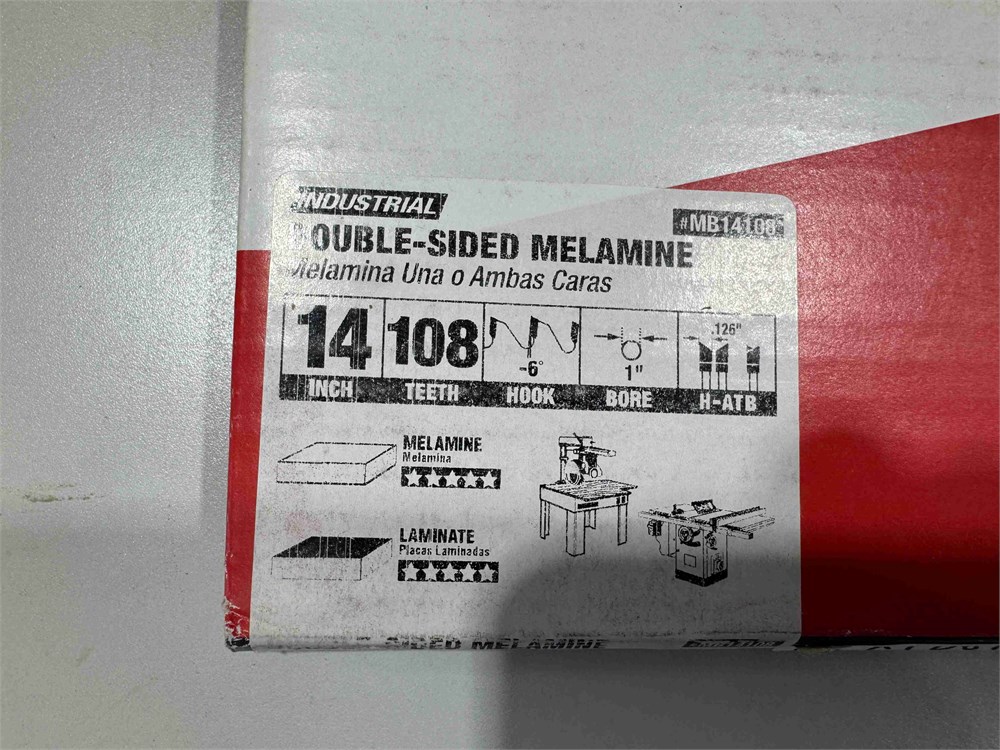 INDUSTRIAL
#MB14108
DOUBLE-SIDED MELAMINE
Melamina Una o Ambas Caras
14
INCH
108
TEETH
-6°
HOOK
1"
BORE
.126"
H-ATB
MELAMINE
Melamina
LAMINATE
Placas Laminadas
-SIDED MELAMINE